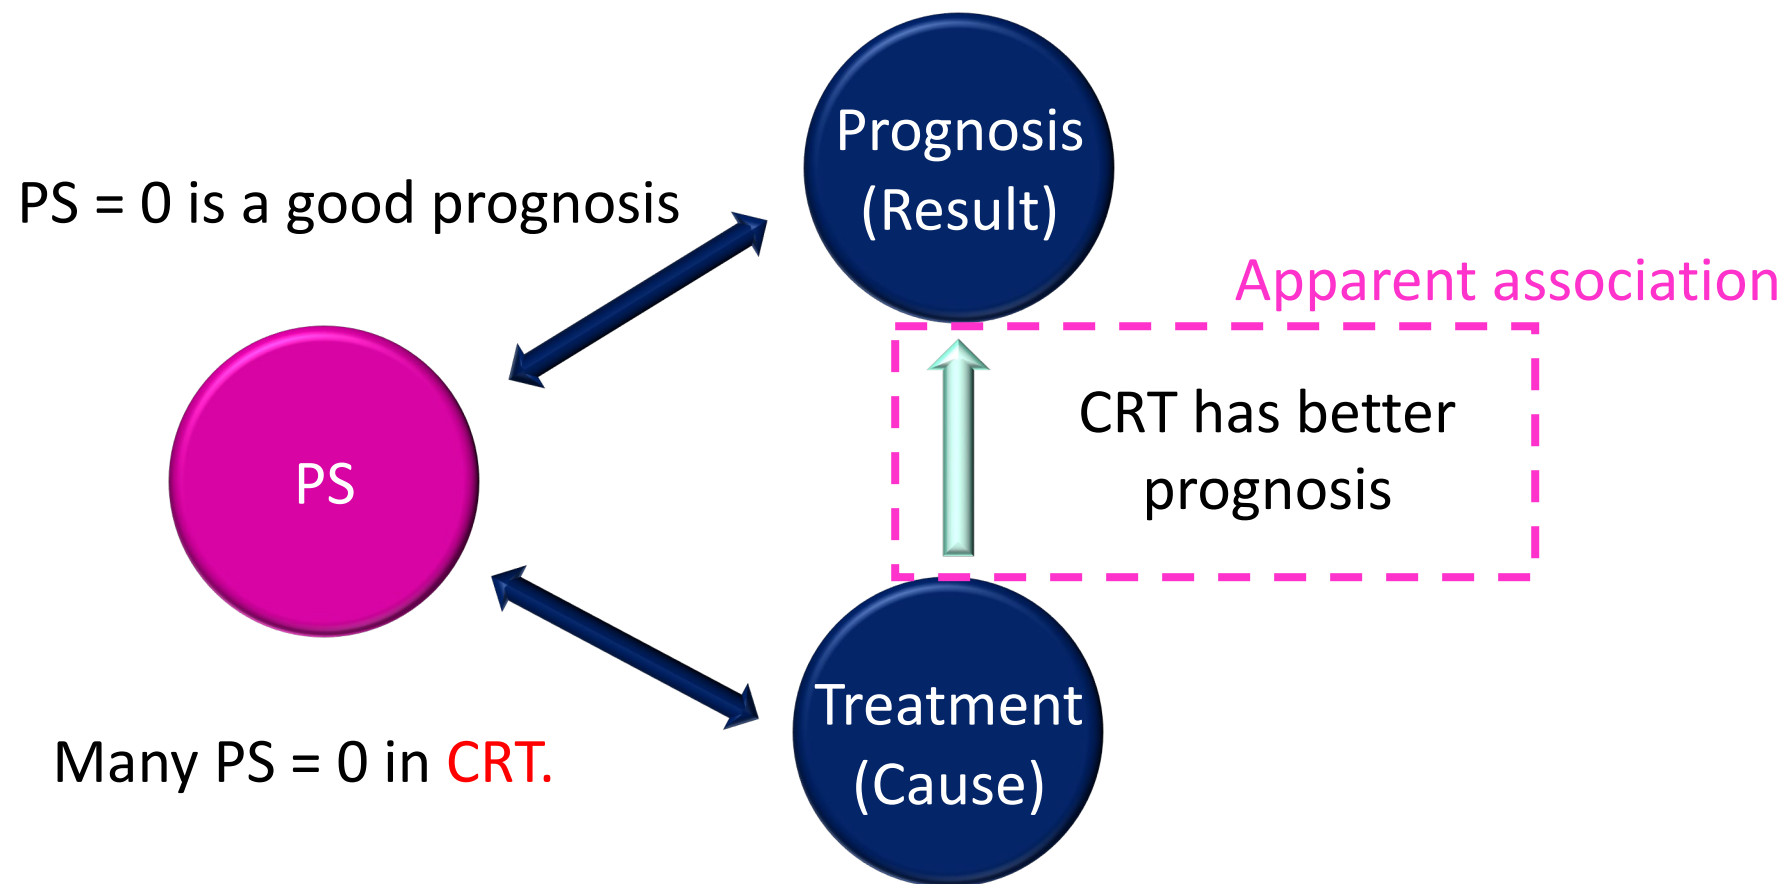 Prognosis
(Result)
PS = 0 is a good prognosis
Apparent association
CRT has better
prognosis
PS
Treatment
(Cause)
Many PS = 0 in CRT.